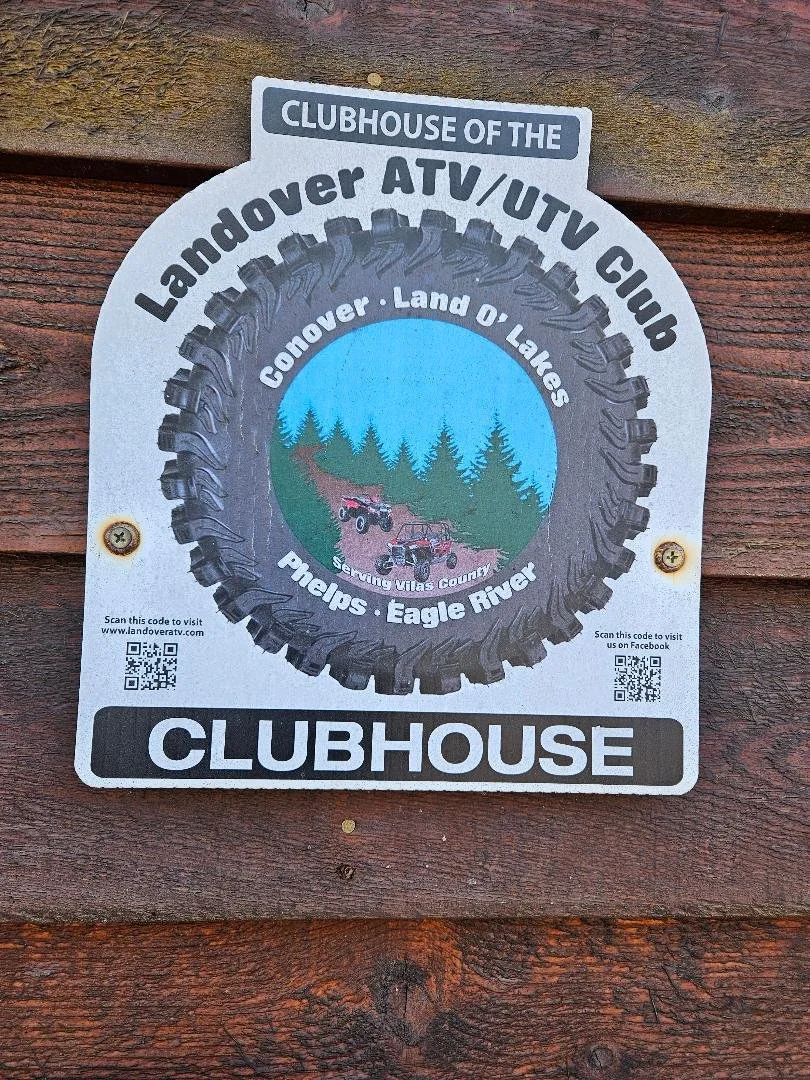 CLUBHOUSE OF THE
Landover ATV/UTV Club
Conover · Land O' Lakes
Serving Vilas County
Phelps · Eagle River
Scan this code to visit
www.landoveratv.com
Scan this code to visit
us on Facebook
CLUBHOUSE